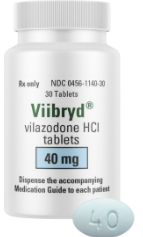 Rx only NDC 0456-1140-30
30 Tablets
Viibryd®
vilazodone HCl
tablets
40 mg
Dispense the accompanying
Medication Guide to each patient
40